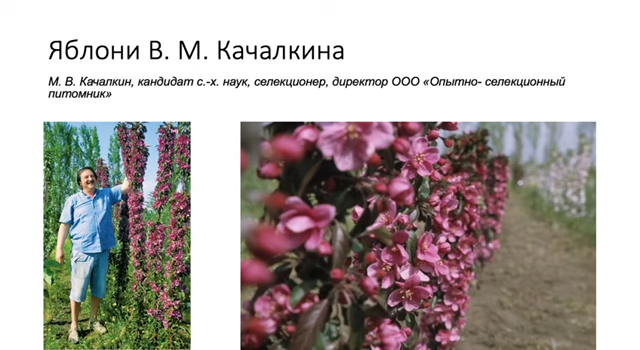 Яблони В. М. Качалкина
М. В. Качалкин, кандидат с.-х. наук, селекционер, директор ООО «Опытно- селекционный
питомник»